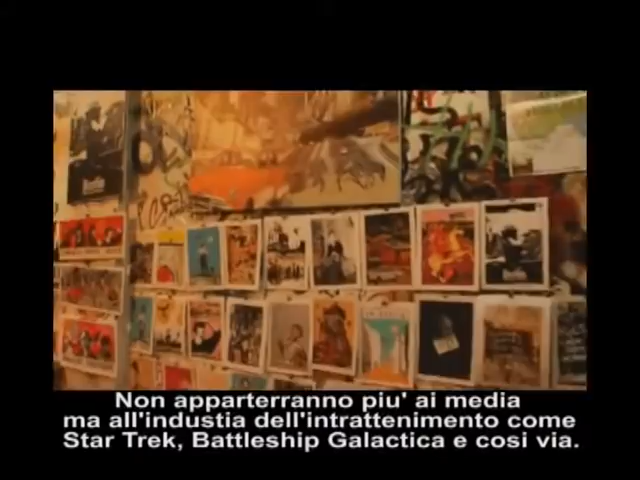 Non apparterranno piu' ai media
ma all'industia dell'intrattenimento come
Star Trek, Battleship Galactica e cosi via.